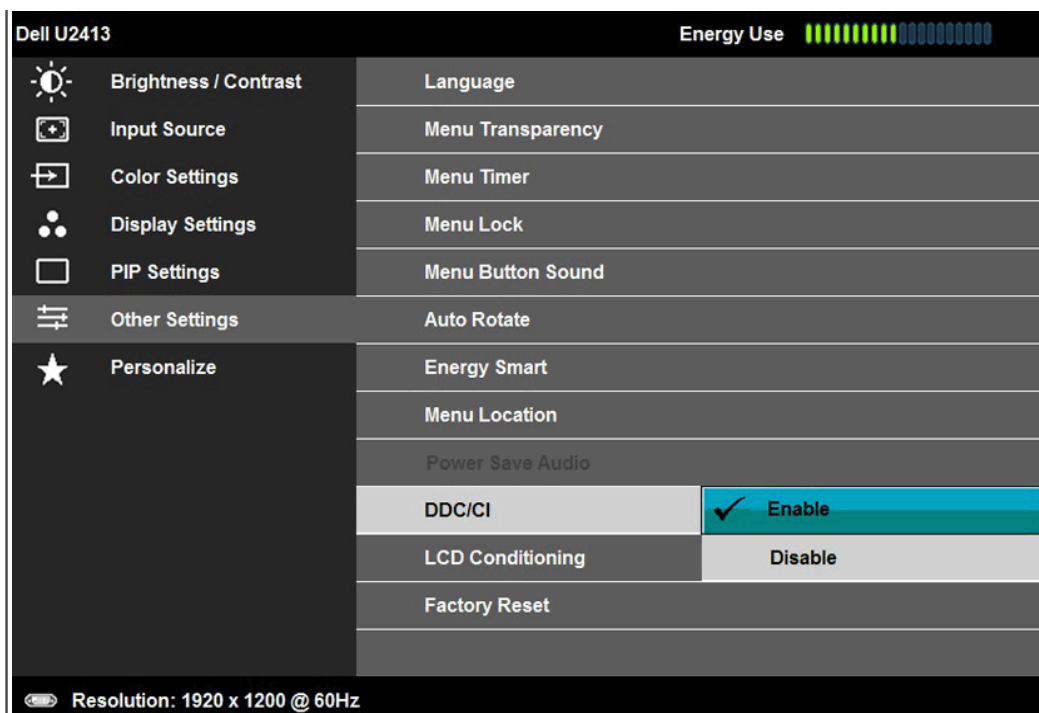 Dell U2413 Energy Use
Brightness / Contrast Language
Input Source Menu Transparency
Color Settings Menu Timer
Display Settings Menu Lock
PIP Settings Menu Button Sound
Other Settings Auto Rotate
Personalize Energy Smart
Menu Location
Power Save Audio
DDC/CI Enable
LCD Conditioning Disable
Factory Reset
Resolution: 1920 x 1200 @ 60Hz